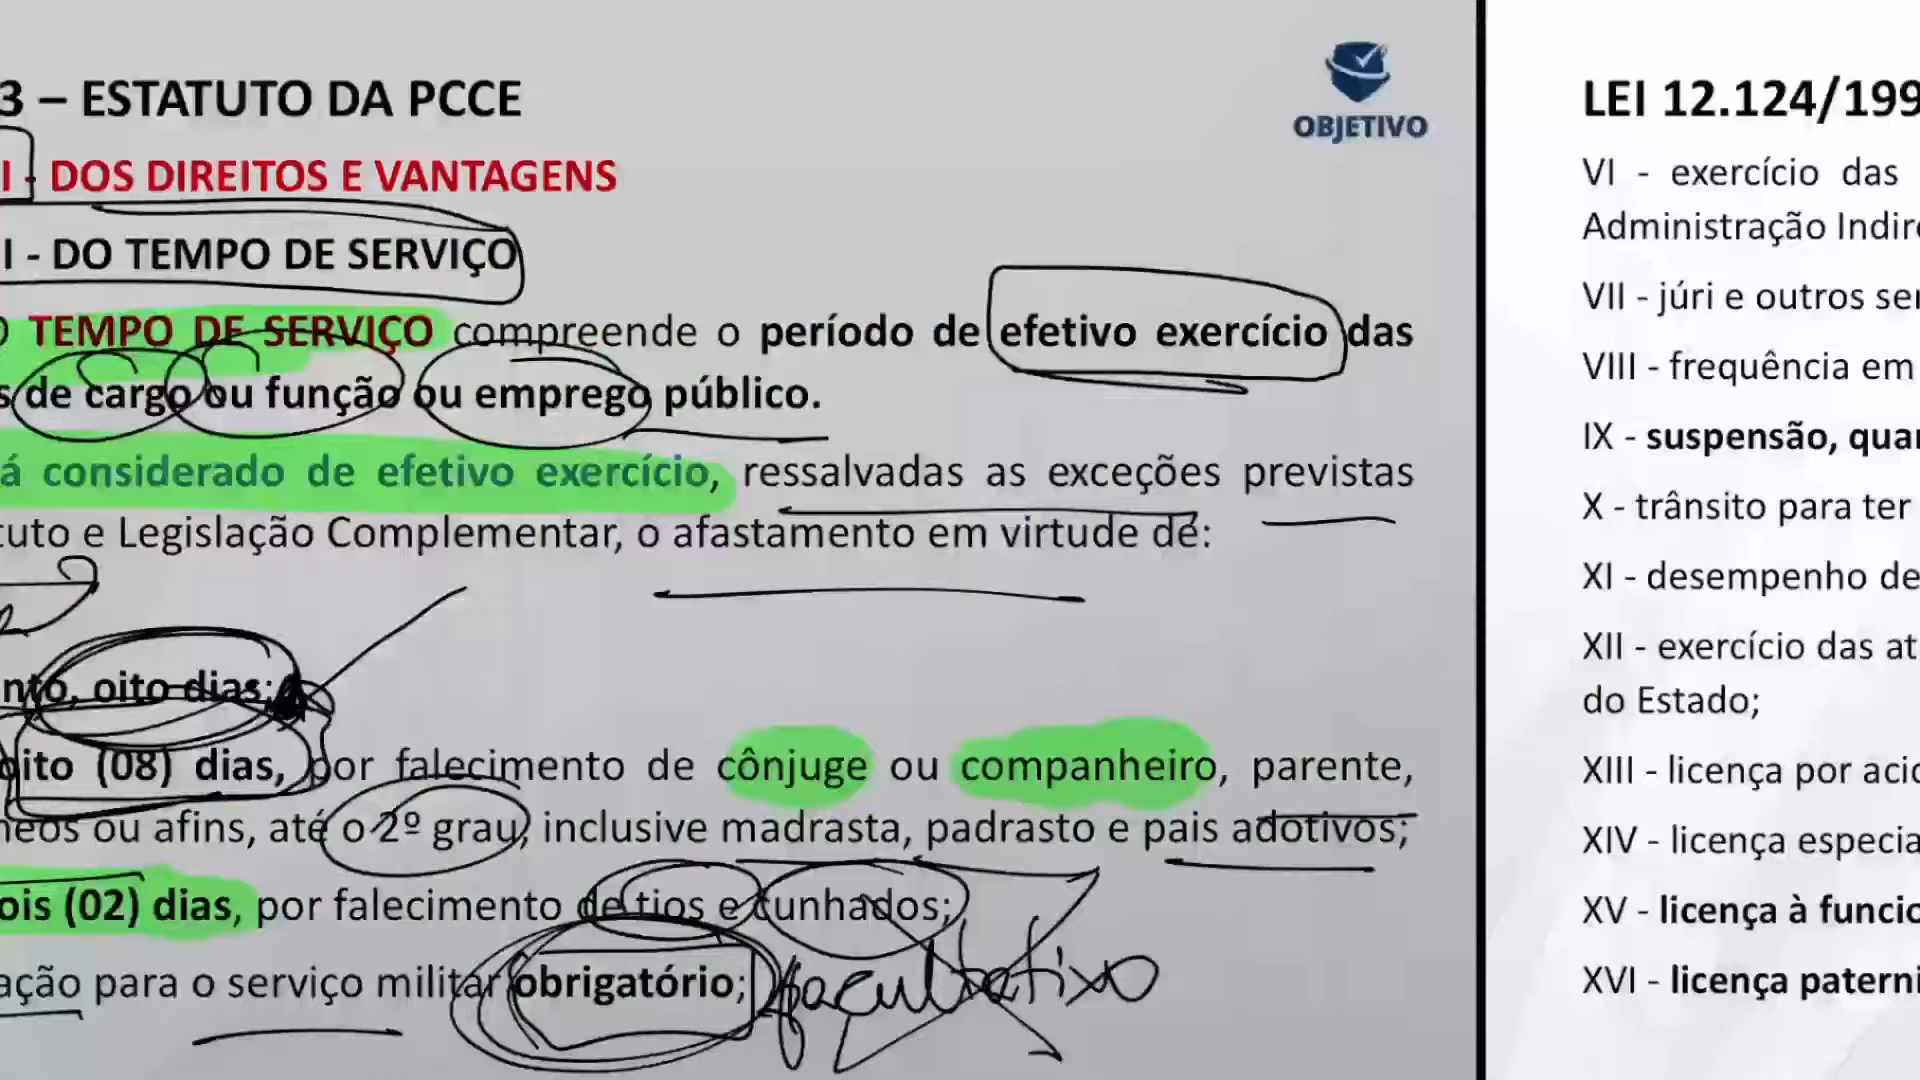 3 – ESTATUTO DA PCCE
I - DOS DIREITOS E VANTAGENS
I - DO TEMPO DE SERVIÇO
O TEMPO DE SERVIÇO compreende o período de efetivo exercício das
s de cargo ou função ou emprego público.
á considerado de efetivo exercício, ressalvadas as exceções previstas
tuto e Legislação Complementar, o afastamento em virtude de:
nto, oito dias;
oito (08) dias, por falecimento de cônjuge ou companheiro, parente,
neos ou afins, até o 2º grau, inclusive madrasta, padrasto e pais adotivos;
ois (02) dias, por falecimento de tios e cunhados;
ação para o serviço militar obrigatório; facultativo
OBJETIVO
LEI 12.124/199
VI - exercício das
Administração Indire
VII - júri e outros ser
VIII - frequência em
IX - suspensão, quan
X - trânsito para ter
XI - desempenho de
XII - exercício das at
do Estado;
XIII - licença por acid
XIV - licença especia
XV - licença à funcio
XVI - licença paterni